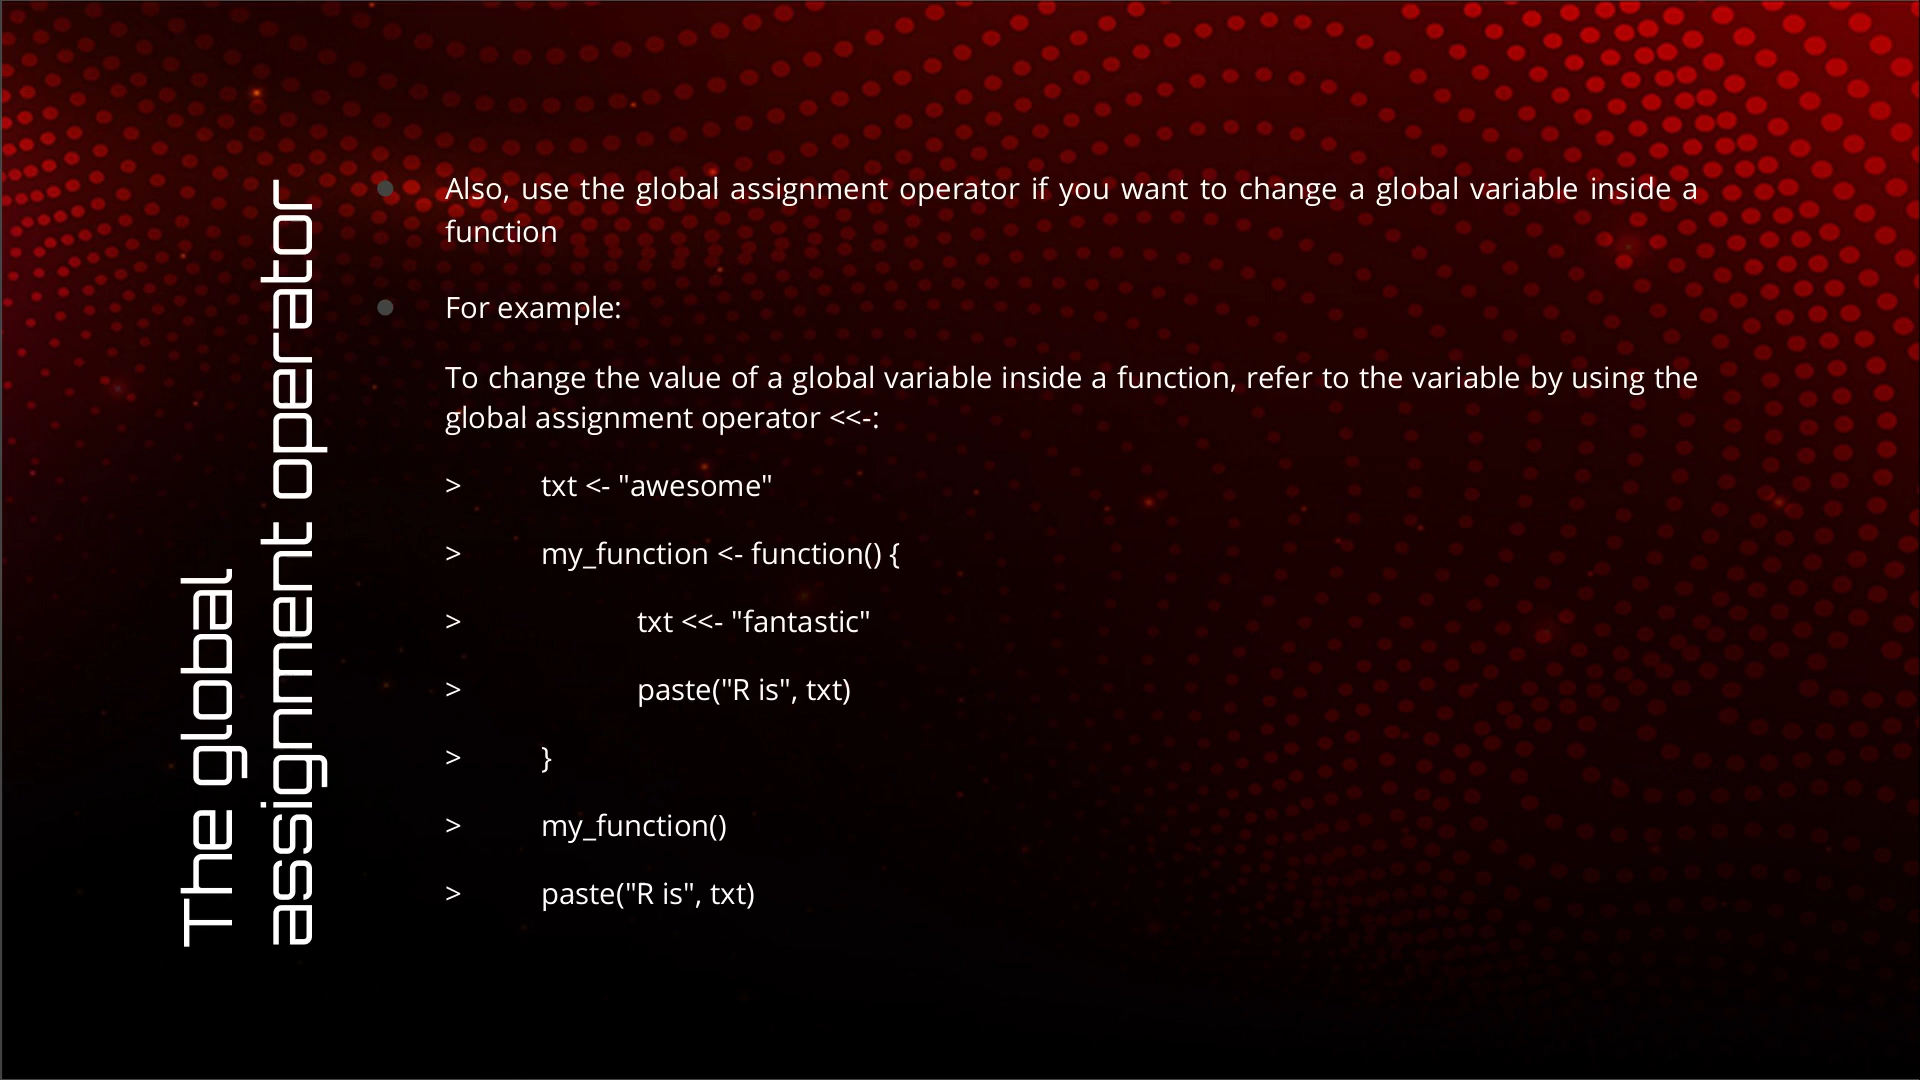 The global
assignment operator
Also, use the global assignment operator if you want to change a global variable inside a
function
For example:
To change the value of a global variable inside a function, refer to the variable by using the
global assignment operator <<-:
> txt <- "awesome"
> my_function <- function() {
> txt <<- "fantastic"
> paste("R is", txt)
> }
> my_function()
> paste("R is", txt)